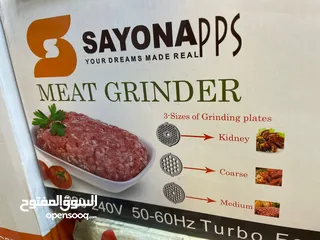 SAYONAPPS
YOUR DREAMS MADE REAL
MEAT GRINDER
3-Sizes of Grinding plates
Kidney
Coarse
Medium
240V 50-60Hz Turbo
السوق المفتوح
opensooq.com